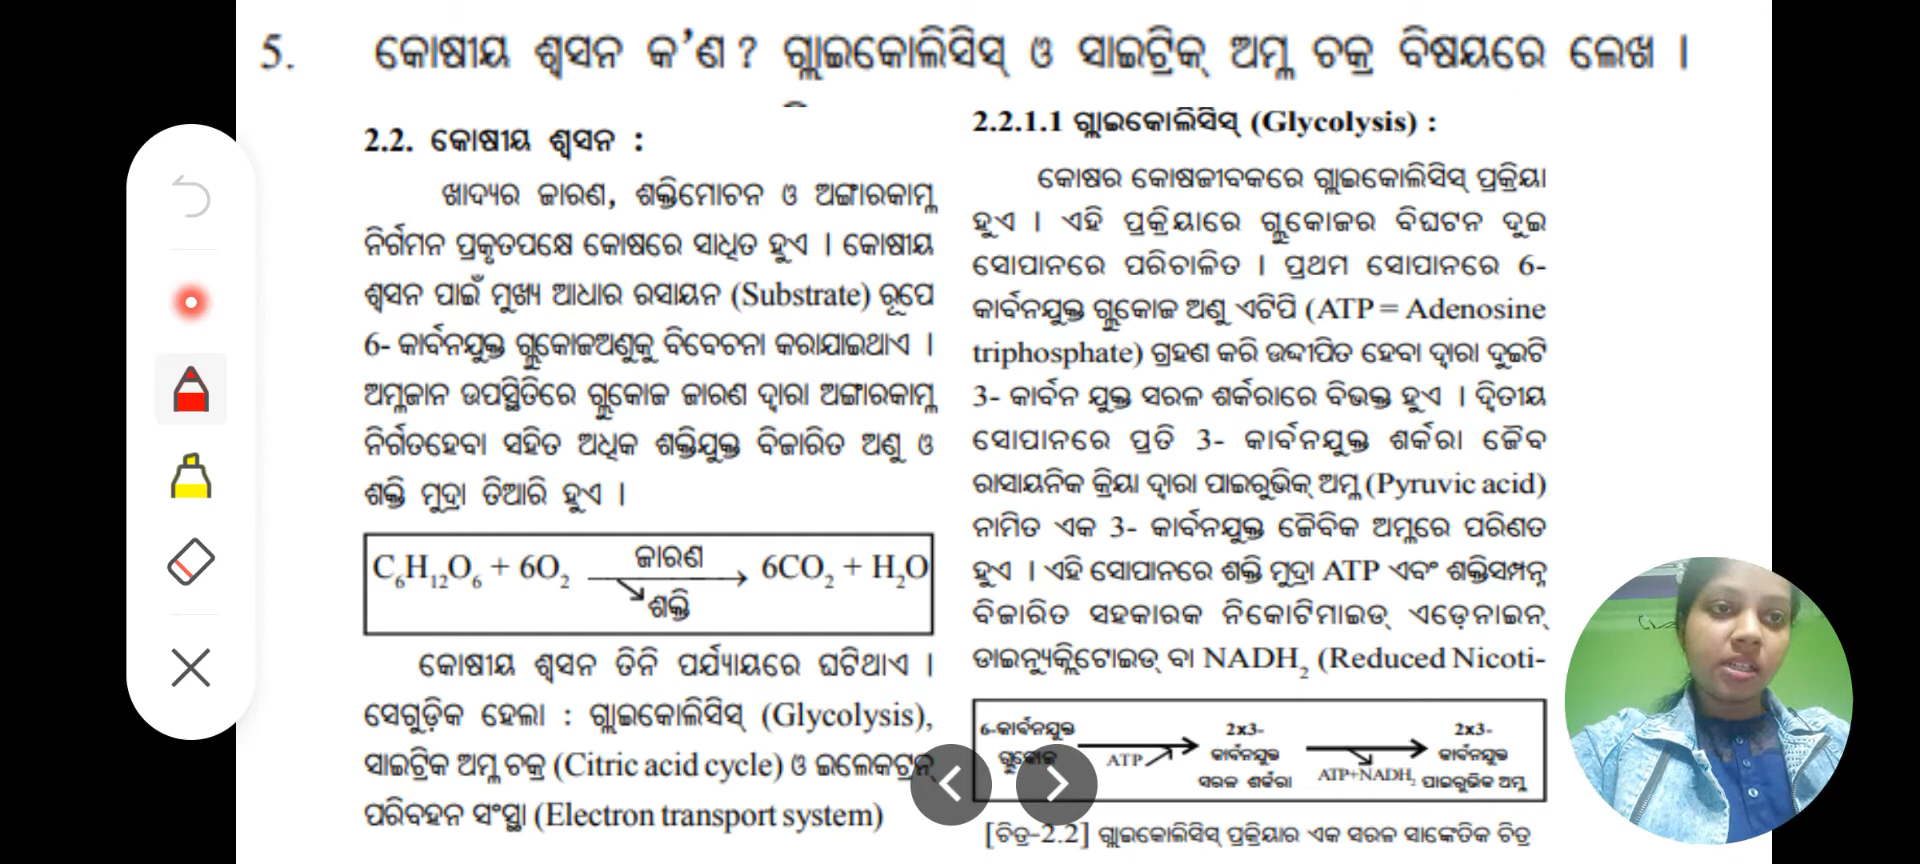 5. କୋଷୀୟ ଶ୍ୱସନ କ'ଣ ? ଗ୍ଲାଇକୋଲିସିସ୍ ଓ ସାଇଟ୍ରିକ୍ ଅମ୍ଳ ଚକ୍ର ବିଷୟରେ ଲେଖ ।
2.2. କୋଷୀୟ ଶ୍ୱସନ :
ଖାଦ୍ୟର ଜାରଣ, ଶକ୍ତିମୋଚନ ଓ ଅଙ୍ଗାରକାମ୍ଳ
ନିର୍ଗମନ ପ୍ରକୃତପକ୍ଷେ କୋଷରେ ସାଧିତ ହୁଏ । କୋଷୀୟ
ଶ୍ୱସନ ପାଇଁ ମୁଖ୍ୟ ଆଧାର ରସାୟନ (Substrate) ରୂପେ
6- କାର୍ବନଯୁକ୍ତ ଗ୍ଲୁକୋଜଅଣୁକୁ ବିବେଚନା କରାଯାଇଥାଏ ।
ଅମ୍ଳଜାନ ଉପସ୍ଥିତିରେ ଗ୍ଲୁକୋଜ ଜାରଣ ଦ୍ୱାରା ଅଙ୍ଗାରକାମ୍ଳ
ନିର୍ଗତହେବା ସହିତ ଅଧିକ ଶକ୍ତିଯୁକ୍ତ ବିଜାରିତ ଅଣୁ ଓ
ଶକ୍ତି ମୁଦ୍ରା ତିଆରି ହୁଏ ।
C₆H₁₂O₆ + 6O₂ ଜାରଣ → 6CO₂ + H₂O
ଶକ୍ତି
କୋଷୀୟ ଶ୍ୱସନ ତିନି ପର୍ଯ୍ୟାୟରେ ଘଟିଥାଏ ।
ସେଗୁଡ଼ିକ ହେଲା : ଗ୍ଲାଇକୋଲିସିସ୍ (Glycolysis),
ସାଇଟ୍ରିକ ଅମ୍ଳ ଚକ୍ର (Citric acid cycle) ଓ ଇଲେକଟ୍ରନ୍
ପରିବହନ ସଂସ୍ଥା (Electron transport system)
2.2.1.1 ଗ୍ଲାଇକୋଲିସିସ୍ (Glycolysis) :
କୋଷର କୋଷଜୀବକରେ ଗ୍ଲାଇକୋଲିସିସ୍ ପ୍ରକ୍ରିୟା
ହୁଏ । ଏହି ପ୍ରକ୍ରିୟାରେ ଗ୍ଲୁକୋଜର ବିଘଟନ ଦୁଇ
ସୋପାନରେ ପରିଚାଳିତ । ପ୍ରଥମ ସୋପାନରେ 6-
କାର୍ବନଯୁକ୍ତ ଗ୍ଲୁକୋଜ ଅଣୁ ଏଟିପି (ATP = Adenosine
triphosphate) ଗ୍ରହଣ କରି ଉଦ୍ଦୀପିତ ହେବା ଦ୍ୱାରା ଦୁଇଟି
3- କାର୍ବନ ଯୁକ୍ତ ସରଳ ଶର୍କରାରେ ବିଭକ୍ତ ହୁଏ । ଦ୍ୱିତୀୟ
ସୋପାନରେ ପ୍ରତି 3- କାର୍ବନଯୁକ୍ତ ଶର୍କରା ଜୈବ
ରାସାୟନିକ କ୍ରିୟା ଦ୍ୱାରା ପାଇରୁଭିକ୍ ଅମ୍ଳ (Pyruvic acid)
ନାମିତ ଏକ 3- କାର୍ବନଯୁକ୍ତ ଜୈବିକ ଅମ୍ଳରେ ପରିଣତ
ହୁଏ । ଏହି ସୋପାନରେ ଶକ୍ତି ମୁଦ୍ରା ATP ଏବଂ ଶକ୍ତିସମ୍ପନ୍ନ
ବିଜାରିତ ସହକାରକ ନିକୋଟିମାଇଡ୍ ଏଡ଼େନାଇନ୍
ଡାଇନ୍ୟୁକ୍ଲିଟୋଇଡ୍ ବା NADH₂ (Reduced Nicoti-
6-କାର୍ବନଯୁକ୍ତ ଗ୍ଲୁକୋଜ
ATP
2x3- କାର୍ବନଯୁକ୍ତ ସରଳ ଶର୍କରା
ATP+NADH₂
2x3- କାର୍ବନଯୁକ୍ତ ପାଇରୁଭିକ ଅମ୍ଳ
[ଚିତ୍ର-2.2] ଗ୍ଲାଇକୋଲିସିସ୍ ପ୍ରକ୍ରିୟାର ଏକ ସରଳ ସାଙ୍କେତିକ ଚିତ୍ର